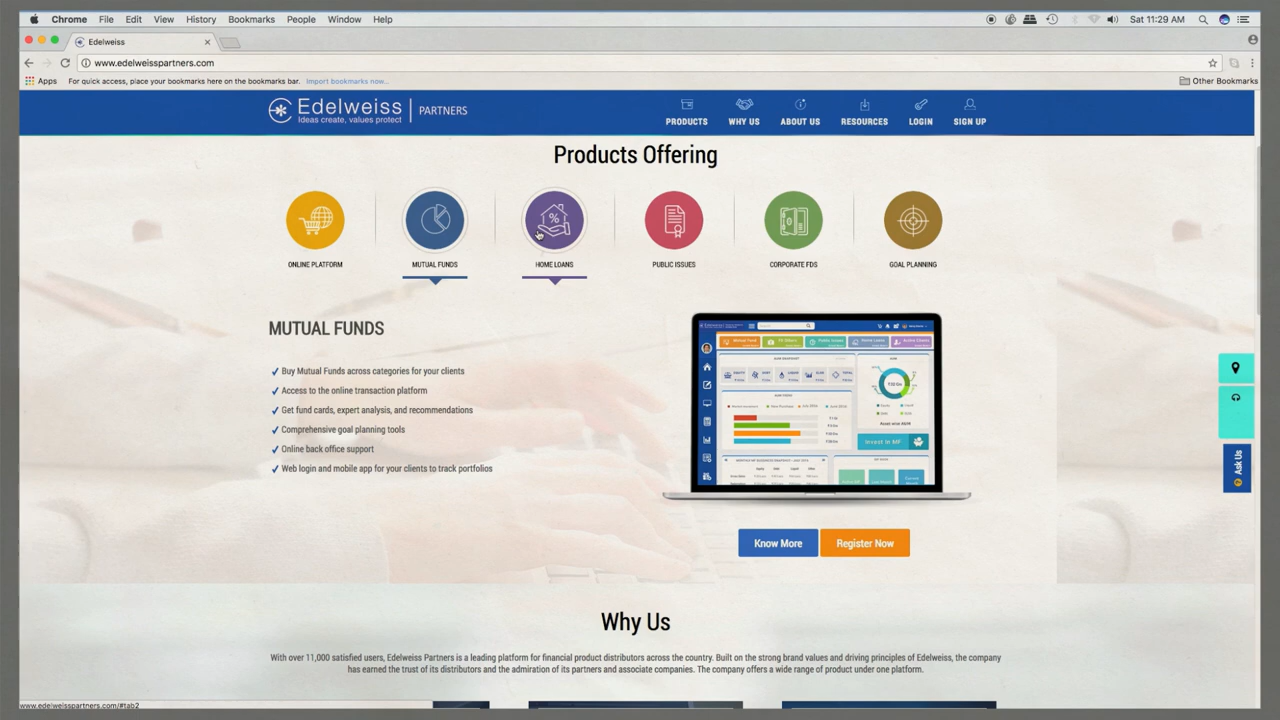 Chrome File Edit View History Bookmarks People Window Help
Sat 11:29 AM
Edelweiss
www.edelweisspartners.com
Apps For quick access, place your bookmarks here on the bookmarks bar. Import bookmarks now...
Other Bookmarks
Edelweiss PARTNERS
Ideas create, values protect
PRODUCTS WHY US ABOUT US RESOURCES LOGIN SIGN UP
Products Offering
ONLINE PLATFORM MUTUAL FUNDS HOME LOANS PUBLIC ISSUES CORPORATE FDS GOAL PLANNING
MUTUAL FUNDS
Buy Mutual Funds across categories for your clients
Access to the online transaction platform
Get fund cards, expert analysis, and recommendations
Comprehensive goal planning tools
Online back office support
Web login and mobile app for your clients to track portfolios
Invest in MF
Ask Us
Know More Register Now
Why Us
With over 11,000 satisfied users, Edelweiss Partners is a leading platform for financial product distributors across the country. Built on the strong brand values and driving principles of Edelweiss, the company
has earned the trust of its distributors and the admiration of its partners and associate companies. The company offers a wide range of product under one platform.
www.edelweisspartners.com/#tab2